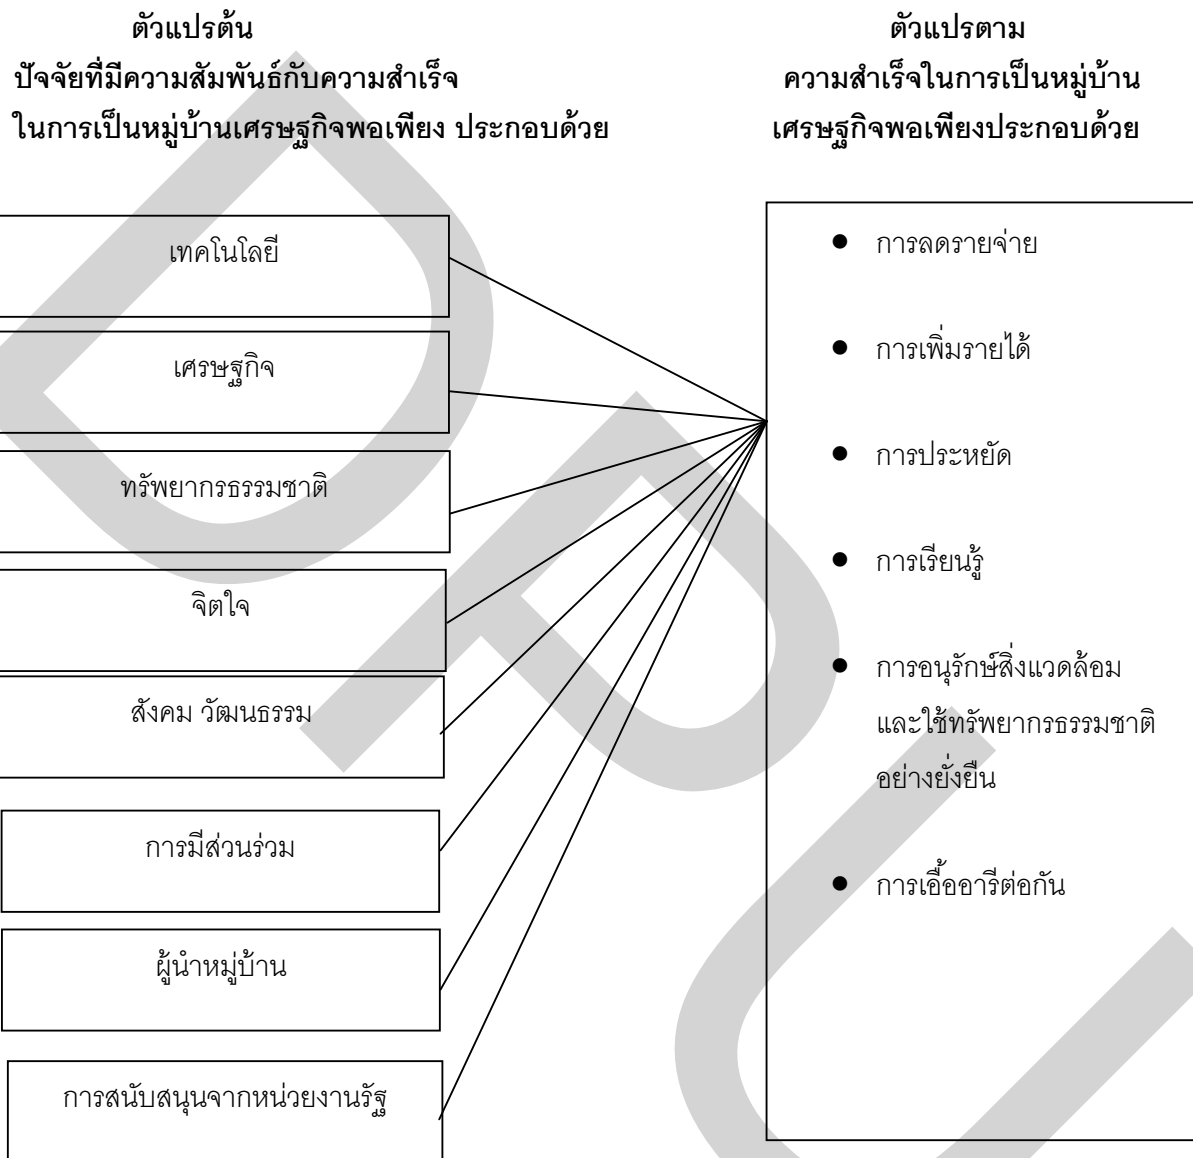 ตัวแปรต้น
ปัจจัยที่มีความสัมพันธ์กับความสำเร็จ
ในการเป็นหมู่บ้านเศรษฐกิจพอเพียง ประกอบด้วย
เทคโนโลยี
เศรษฐกิจ
ทรัพยากรธรรมชาติ
จิตใจ
สังคม วัฒนธรรม
การมีส่วนร่วม
ผู้นำหมู่บ้าน
การสนับสนุนจากหน่วยงานรัฐ
ตัวแปรตาม
ความสำเร็จในการเป็นหมู่บ้าน
เศรษฐกิจพอเพียงประกอบด้วย
● การลดรายจ่าย
● การเพิ่มรายได้
● การประหยัด
● การเรียนรู้
● การอนุรักษ์สิ่งแวดล้อม
และใช้ทรัพยากรธรรมชาติ
อย่างยั่งยืน
● การเอื้ออารีต่อกัน
DPU